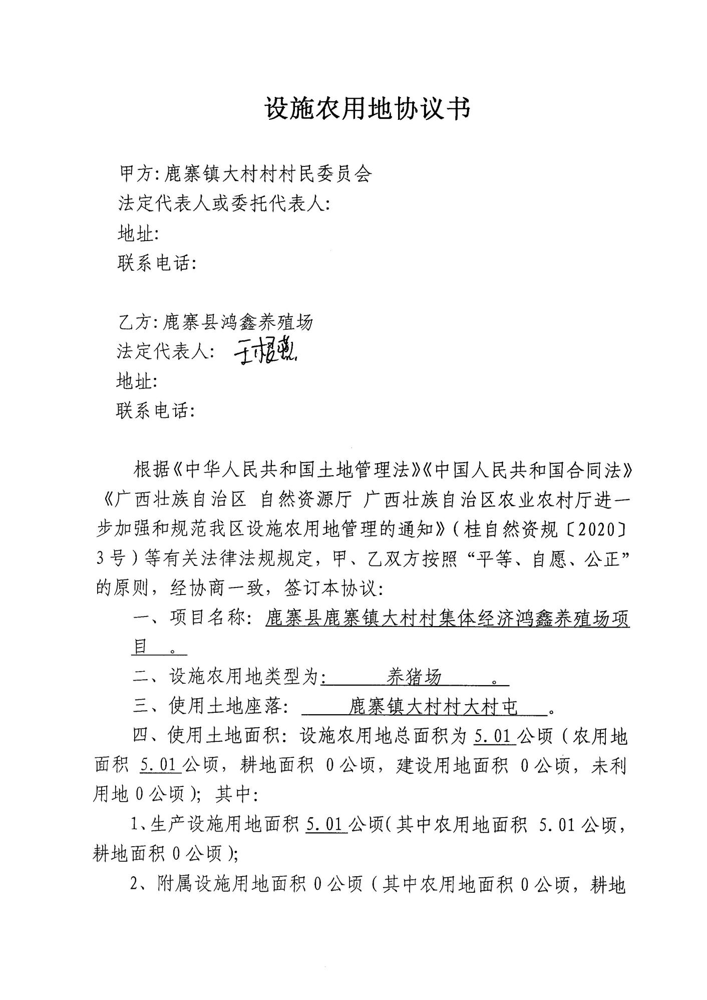 设施农用地协议书
甲方:鹿寨镇大村村村民委员会
法定代表人或委托代表人:
地址:
联系电话:
乙方:鹿寨县鸿鑫养殖场
法定代表人:
地址:
联系电话:
根据《中华人民共和国土地管理法》《中国人民共和国合同法》
《广西壮族自治区 自然资源厅 广西壮族自治区农业农村厅进一
步加强和规范我区设施农用地管理的通知》(桂自然资规〔2020〕
3号)等有关法律法规规定,甲、乙双方按照“平等、自愿、公正”
的原则,经协商一致,签订本协议:
一、项目名称:鹿寨县鹿寨镇大村村集体经济鸿鑫养殖场项
目 。
二、设施农用地类型为: 养猪场 。
三、使用土地座落: 鹿寨镇大村村大村屯 。
四、使用土地面积:设施农用地总面积为 5.01 公顷(农用地
面积 5.01 公顷,耕地面积 0 公顷,建设用地面积 0 公顷,未利
用地 0 公顷);其中:
1、生产设施用地面积 5.01 公顷(其中农用地面积 5.01 公顷,
耕地面积 0 公顷);
2、附属设施用地面积 0 公顷(其中农用地面积 0 公顷,耕地